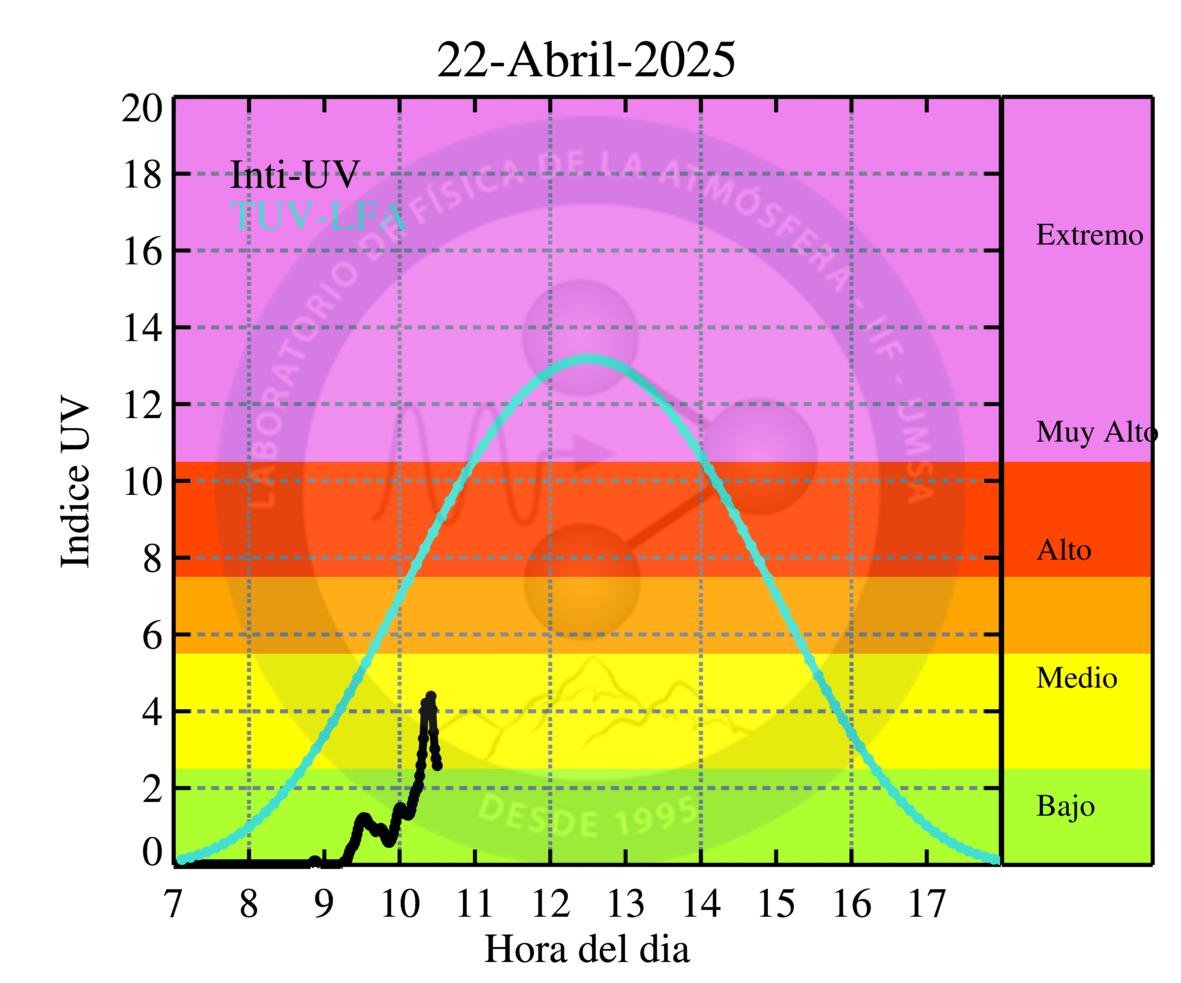 22-Abril-2025
20
18
16
14
12
10
8
6
4
2
0
Indice UV
Inti-UV
TUV-LFA
LABORATORIO DE FÍSICA DE LA ATMÓSFERA - IIF - UMSA
DESDE 1995
Extremo
Muy Alto
Alto
Medio
Bajo
7 8 9 10 11 12 13 14 15 16 17
Hora del dia